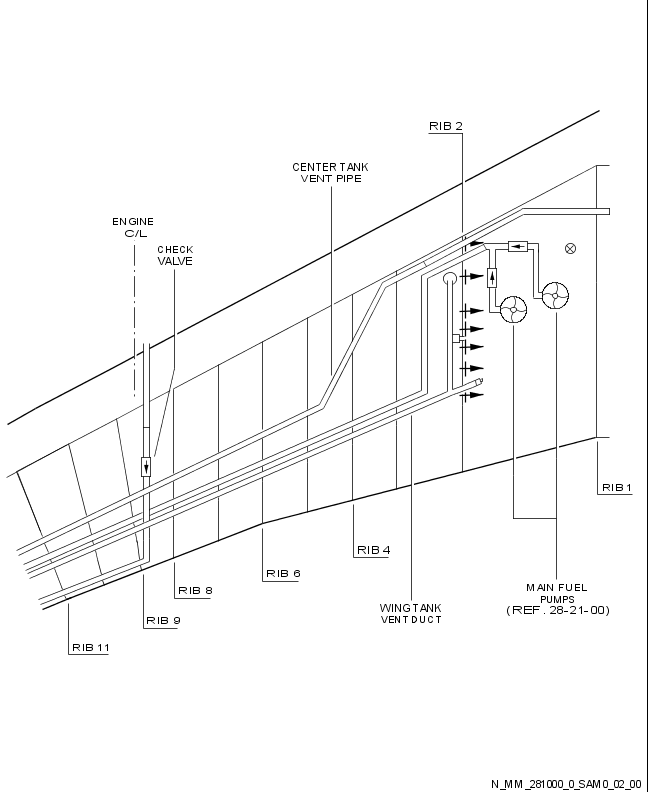 RIB 2
CENTER TANK
VENT PIPE
ENGINE
C/L
CHECK
VALVE
RIB 1
RIB 4
RIB 6
RIB 8
RIB 9
RIB 11
WING TANK
VENT DUCT
MAIN FUEL
PUMPS
(REF. 28-21-00)
N_MM_281000_0_SAM0_02_00